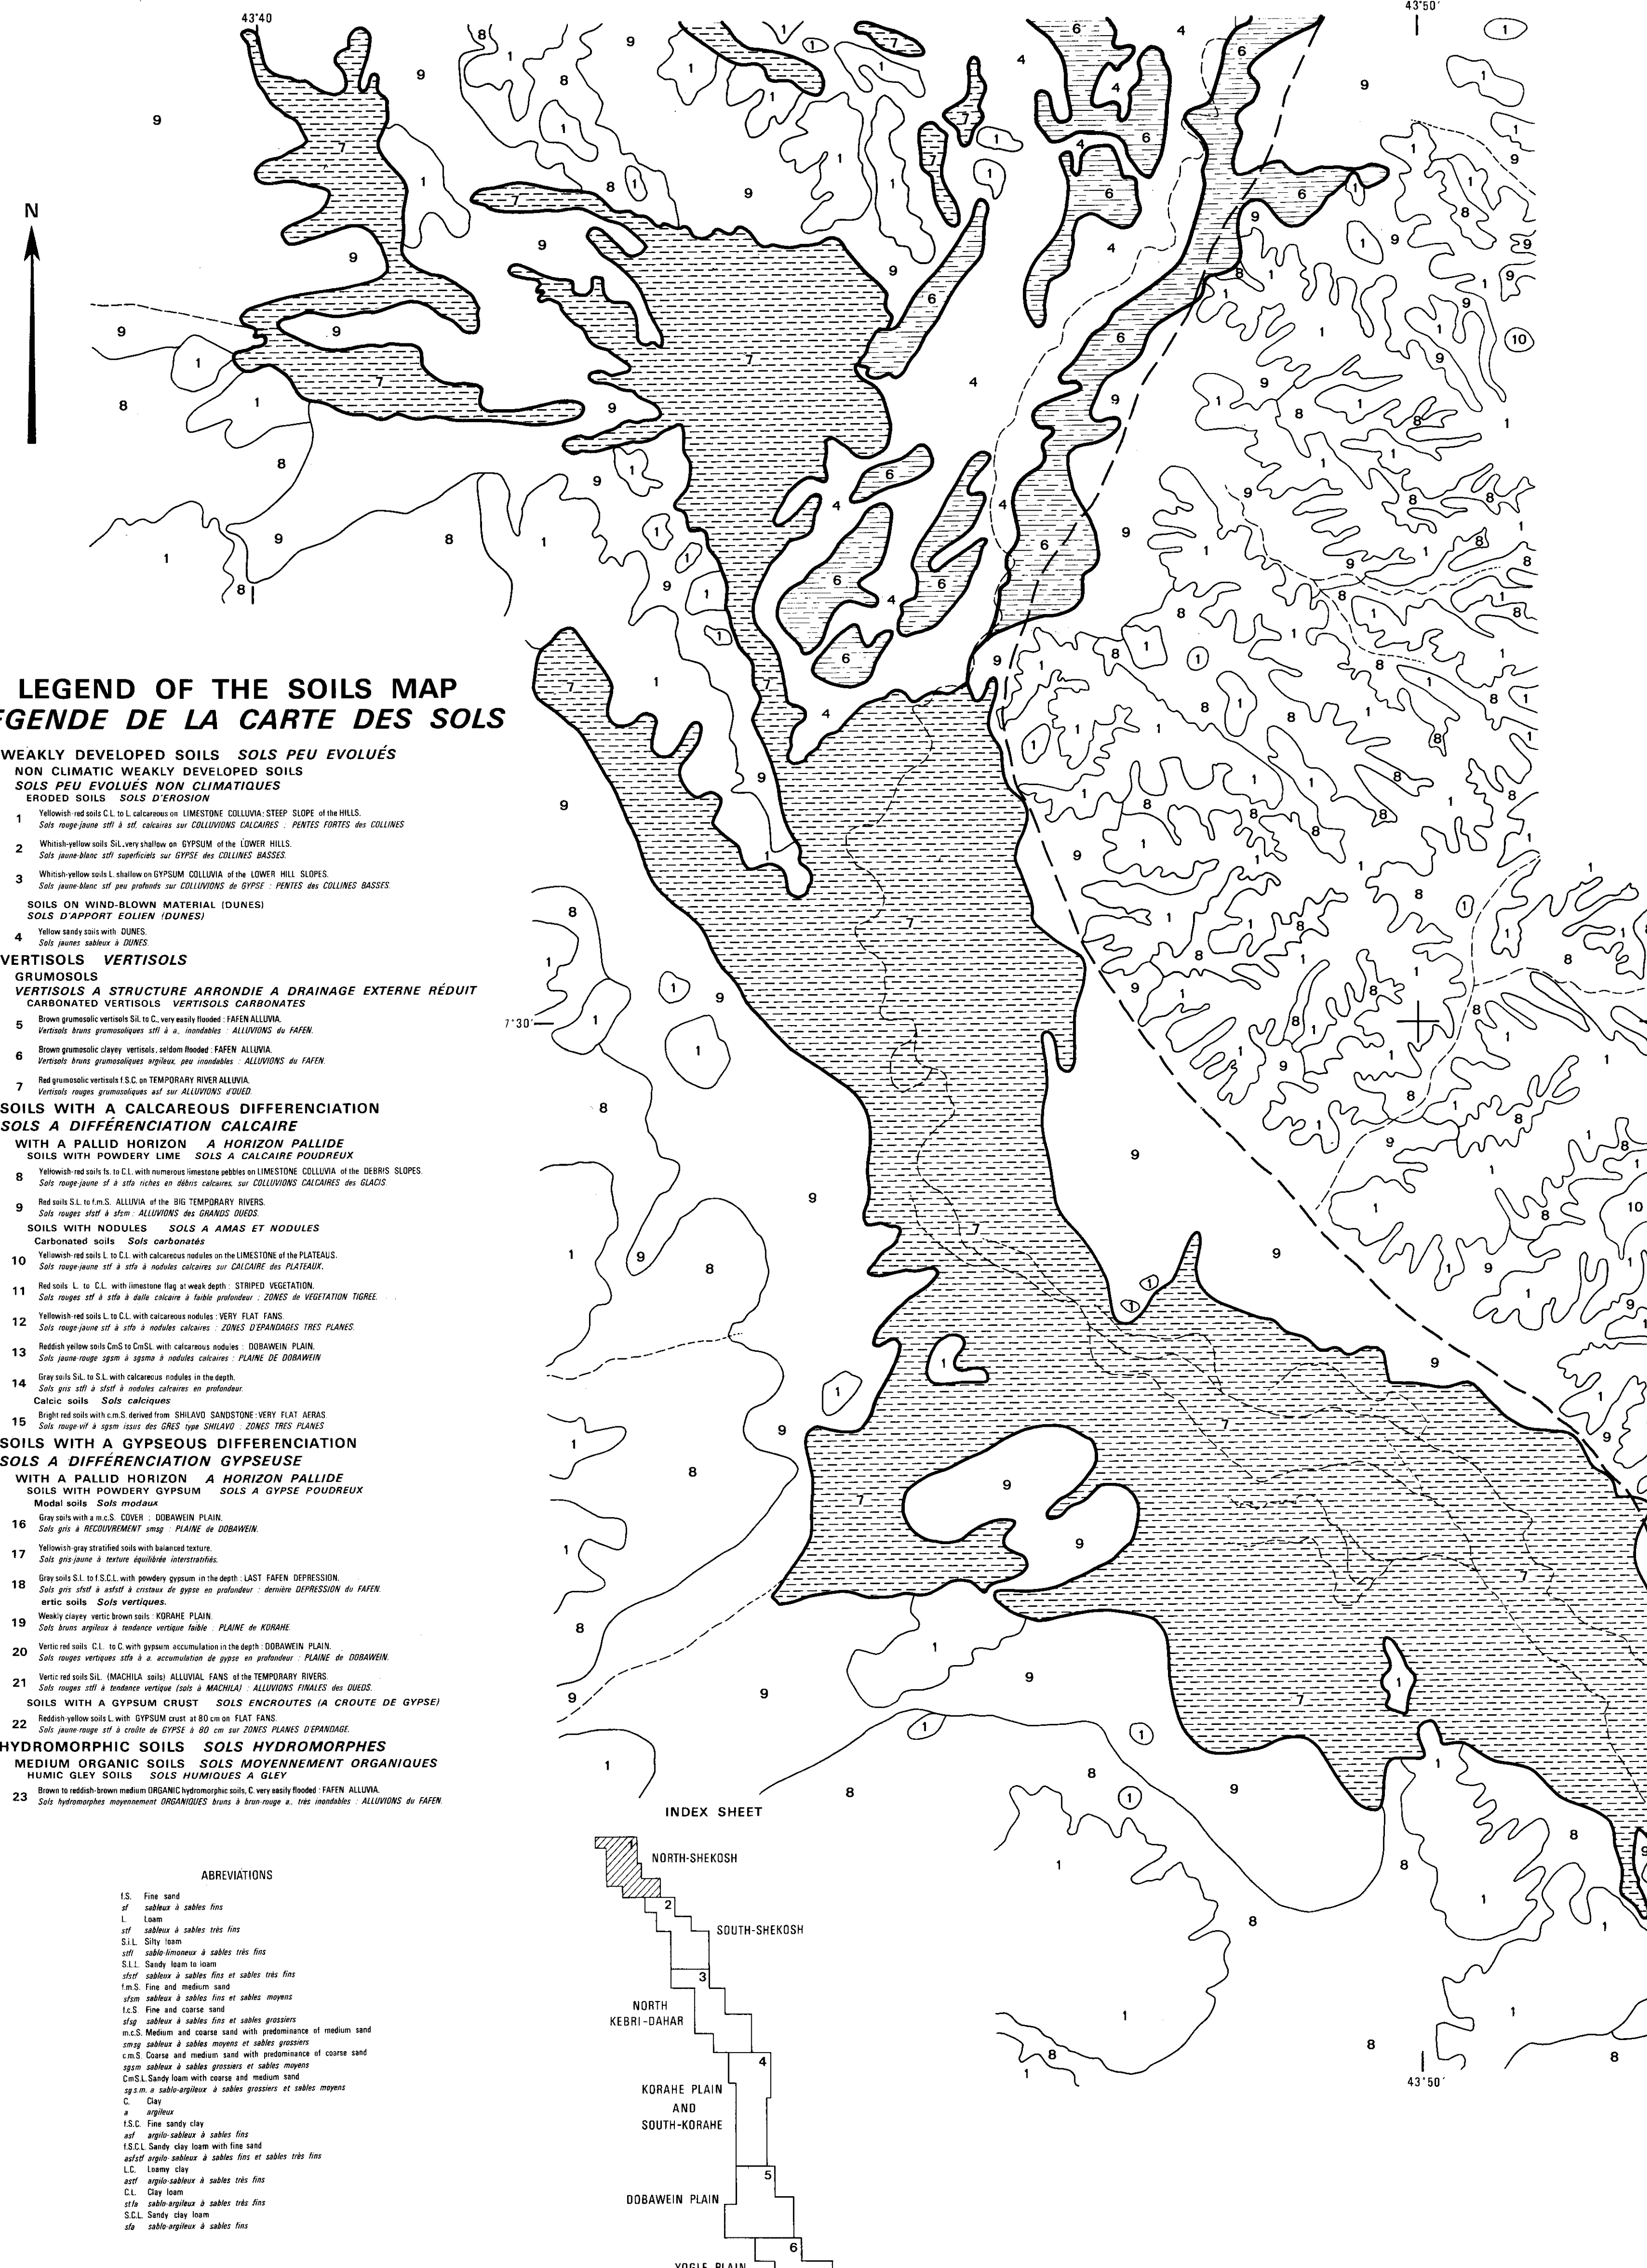 43°40
43°50'
N
LEGEND OF THE SOILS MAP
EGENDE DE LA CARTE DES SOLS
WEAKLY DEVELOPED SOILS SOLS PEU EVOLUÉS
NON CLIMATIC WEAKLY DEVELOPED SOILS
SOLS PEU EVOLUÉS NON CLIMATIQUES
ERODED SOILS SOLS D'EROSION
1 Yellowish-red soils C.L. to L. calcareous on LIMESTONE COLLUVIA: STEEP SLOPE of the HILLS.
Sols rouge-jaune stfl à stf, calcaires sur COLLUVIONS CALCAIRES : PENTES FORTES des COLLINES
2 Whitish-yellow soils SiL.,very shallow on GYPSUM of the LOWER HILLS.
Sols jaune-blanc stfl superficiels sur GYPSE des COLLINES BASSES.
3 Whitish-yellow soils L. shallow on GYPSUM COLLUVIA of the LOWER HILL SLOPES.
Sols jaune-blanc stf peu profonds sur COLLUVIONS de GYPSE : PENTES des COLLINES BASSES.
SOILS ON WIND-BLOWN MATERIAL (DUNES)
SOLS D'APPORT EOLIEN (DUNES)
4 Yellow sandy soils with DUNES.
Sols jaunes sableux à DUNES.
VERTISOLS VERTISOLS
GRUMOSOLS
VERTISOLS A STRUCTURE ARRONDIE A DRAINAGE EXTERNE RÉDUIT
CARBONATED VERTISOLS VERTISOLS CARBONATES
5 Brown grumosolic vertisols SiL to C., very easily flooded : FAFEN ALLUVIA.
Vertisols bruns grumosoliques stfl à a., inondables : ALLUVIONS du FAFEN.
6 Brown grumosolic clayey vertisols, seldom flooded : FAFEN ALLUVIA.
Vertisols bruns grumosoliques argileux, peu inondables : ALLUVIONS du FAFEN.
7 Red grumosolic vertisols f.S.C. on TEMPORARY RIVER ALLUVIA.
Vertisols rouges grumosoliques asf sur ALLUVIONS d'OUED.
SOILS WITH A CALCAREOUS DIFFERENCIATION
SOLS A DIFFÉRENCIATION CALCAIRE
WITH A PALLID HORIZON A HORIZON PALLIDE
SOILS WITH POWDERY LIME SOLS A CALCAIRE POUDREUX
8 Yellowish-red soils fs. to C.L. with numerous limestone pebbles on LIMESTONE COLLUVIA of the DEBRIS SLOPES.
Sols rouge-jaune sf à stfa riches en débris calcaires, sur COLLUVIONS CALCAIRES des GLACIS.
9 Red soils S.L. to f.m.S. ALLUVIA of the BIG TEMPORARY RIVERS.
Sols rouges sfstf à sfsm : ALLUVIONS des GRANDS OUEDS.
SOILS WITH NODULES SOLS A AMAS ET NODULES
Carbonated soils Sols carbonatés
10 Yellowish-red soils L. to C.L. with calcareous nodules on the LIMESTONE of the PLATEAUS.
Sols rouge-jaune stf à stfa à nodules calcaires sur CALCAIRE des PLATEAUX.
11 Red soils L. to C.L. with limestone flag at weak depth : STRIPED VEGETATION.
Sols rouges stf à stfa à dalle calcaire à faible profondeur : ZONES de VEGETATION TIGREE.
12 Yellowish-red soils L. to C.L. with calcareous nodules : VERY FLAT FANS.
Sols rouge-jaune stf à stfa à nodules calcaires : ZONES D'EPANDAGES TRES PLANES.
13 Reddish yellow soils CmS to CmSL. with calcareous nodules : DOBAWEIN PLAIN.
Sols jaune-rouge sgsm à sgsma à nodules calcaires : PLAINE DE DOBAWEIN
14 Gray soils SiL. to S.L. with calcareous nodules in the depth.
Sols gris stfl à sfstf à nodules calcaires en profondeur.
Calcic soils Sols calciques
15 Bright red soils with c.m.S. derived from SHILAVO SANDSTONE: VERY FLAT AERAS
Sols rouge-vif à sgsm issus des GRES type SHILAVO : ZONES TRES PLANES
SOILS WITH A GYPSEOUS DIFFERENCIATION
SOLS A DIFFÉRENCIATION GYPSEUSE
WITH A PALLID HORIZON A HORIZON PALLIDE
SOILS WITH POWDERY GYPSUM SOLS A GYPSE POUDREUX
Modal soils Sols modaux
16 Gray soils with a m.c.S. COVER : DOBAWEIN PLAIN.
Sols gris à RECOUVREMENT smsg : PLAINE de DOBAWEIN.
17 Yellowish-gray stratified soils with balanced texture.
Sols gris-jaune à texture équilibrée interstratifiés.
18 Gray soils S.L. to f.S.C.L. with powdery gypsum in the depth : LAST FAFEN DEPRESSION.
Sols gris sfstf à asfstf à cristaux de gypse en profondeur : dernière DEPRESSION du FAFEN.
ertic soils Sols vertiques.
19 Weakly clayey vertic brown soils : KORAHE PLAIN.
Sols bruns argileux à tendance vertique faible : PLAINE de KORAHE.
20 Vertic red soils C.L. to C. with gypsum accumulation in the depth : DOBAWEIN PLAIN.
Sols rouges vertiques stfa à a. accumulation de gypse en profondeur : PLAINE de DOBAWEIN.
21 Vertic red soils SiL. (MACHILA soils) ALLUVIAL FANS of the TEMPORARY RIVERS.
Sols rouges stfl à tendance vertique (sols à MACHILA) : ALLUVIONS FINALES des OUEDS.
SOILS WITH A GYPSUM CRUST SOLS ENCROUTES (A CROUTE DE GYPSE)
22 Reddish-yellow soils L. with GYPSUM crust at 80 cm on FLAT FANS.
Sols jaune-rouge stf à croûte de GYPSE à 80 cm sur ZONES PLANES D'EPANDAGE.
HYDROMORPHIC SOILS SOLS HYDROMORPHES
MEDIUM ORGANIC SOILS SOLS MOYENNEMENT ORGANIQUES
HUMIC GLEY SOILS SOLS HUMIQUES A GLEY
23 Brown to reddish-brown medium ORGANIC hydromorphic soils, C. very easily flooded : FAFEN ALLUVIA.
Sols hydromorphes moyennement ORGANIQUES bruns à brun-rouge a., très inondables : ALLUVIONS du FAFEN.
7°30'
43°50'
ABREVIATIONS
f.S. Fine sand
sf sableux à sables fins
L. Loam
stf sableux à sables très fins
S.i.L. Silty loam
stfl sablo-limoneux à sables très fins
S.L.L. Sandy loam to loam
sfstf sableux à sables fins et sables très fins
f.m.S. Fine and medium sand
sfsm sableux à sables fins et sables moyens
f.c.S Fine and coarse sand
sfsg sableux à sables fins et sables grossiers
m.c.S. Medium and coarse sand with predominance of medium sand
smsg sableux à sables moyens et sables grossiers
c.m.S. Coarse and medium sand with predominance of coarse sand
sgsm sableux à sables grossiers et sables moyens
CmS.L. Sandy loam with coarse and medium sand
sgs.m. a sablo-argileux à sables grossiers et sables moyens
C. Clay
a argileux
f.S.C. Fine sandy clay
asf argilo-sableux à sables fins
f.S.C.L. Sandy clay loam with fine sand
asfstf argilo-sableux à sables fins et sables très fins
L.C. Loamy clay
astf argilo-sableux à sables très fins
C.L. Clay loam
stfa sablo-argileux à sables très fins
S.C.L. Sandy clay loam
sfa sablo-argileux à sables fins
INDEX SHEET
1
NORTH-SHEKOSH
2
SOUTH-SHEKOSH
3
NORTH
KEBRI-DAHAR
4
KORAHE PLAIN
AND
SOUTH-KORAHE
5
DOBAWEIN PLAIN
6
YOGLE PLAIN